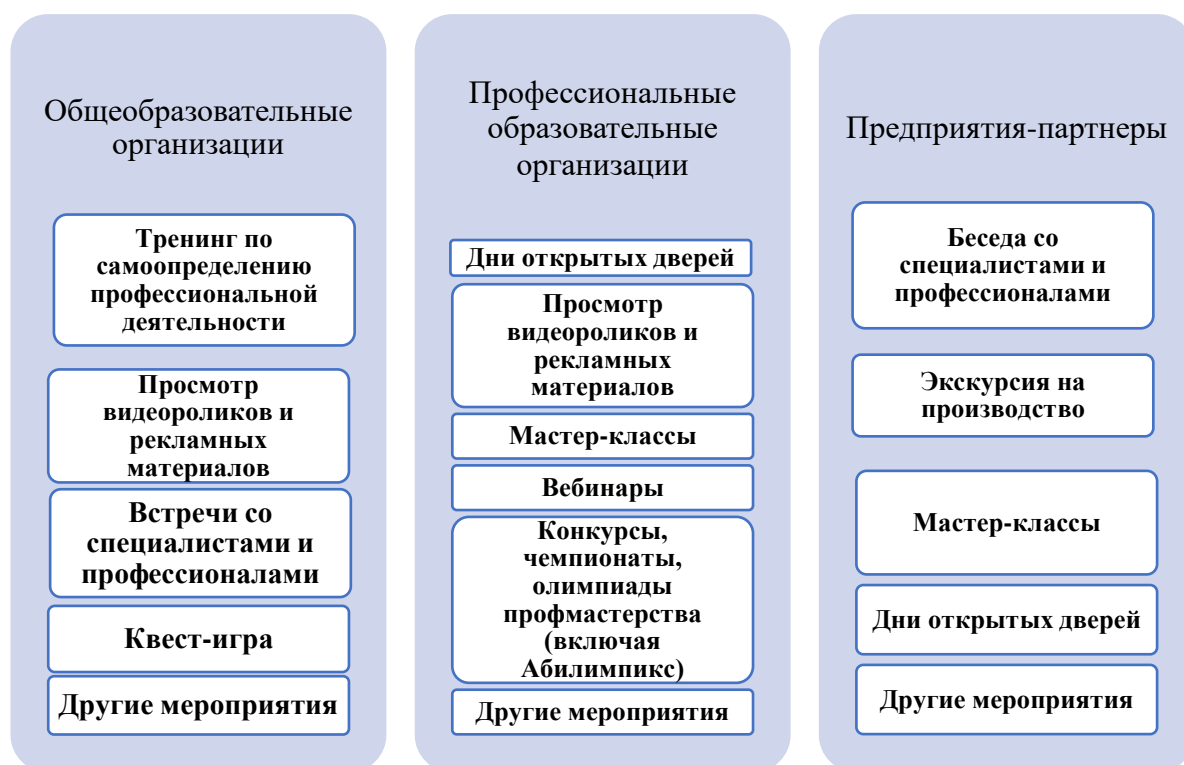 Общеобразовательные
организации
Тренинг по
самоопределению
профессиональной
деятельности
Просмотр
видеороликов и
рекламных
материалов
Встречи со
специалистами и
профессионалами
Квест-игра
Другие мероприятия
Профессиональные
образовательные
организации
Дни открытых дверей
Просмотр
видеороликов и
рекламных
материалов
Мастер-классы
Вебинары
Конкурсы,
чемпионаты,
олимпиады
профмастерства
(включая
Абилимпикс)
Другие мероприятия
Предприятия-партнеры
Беседа со
специалистами и
профессионалами
Экскурсия на
производство
Мастер-классы
Дни открытых дверей
Другие мероприятия